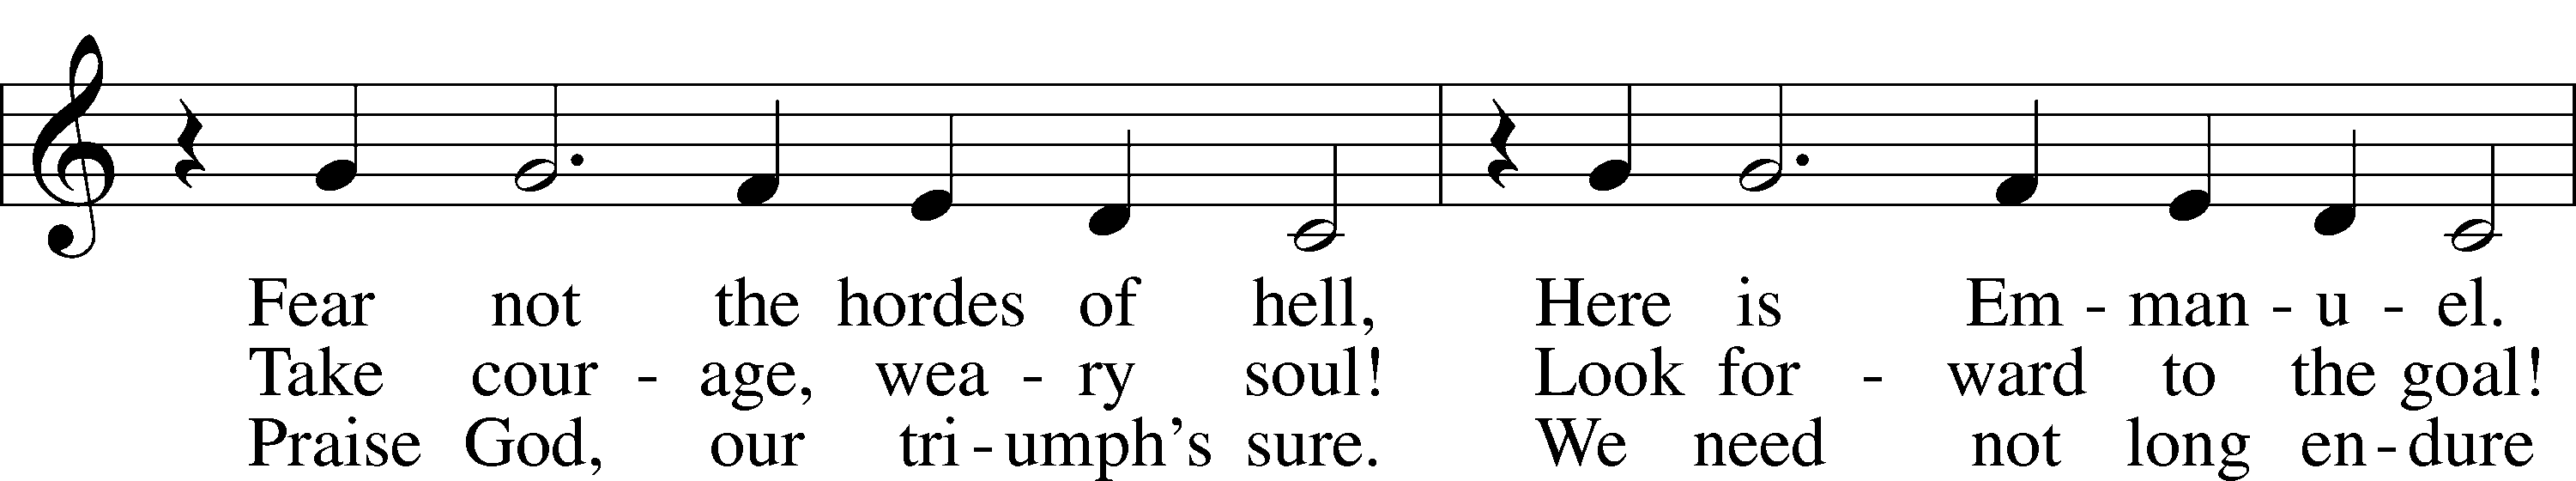 Fear not the hordes of hell, Here is Em - man - u - el.
Take cour - age, wea - ry soul! Look for - ward to the goal!
Praise God, our tri - umph's sure. We need not long en - dure